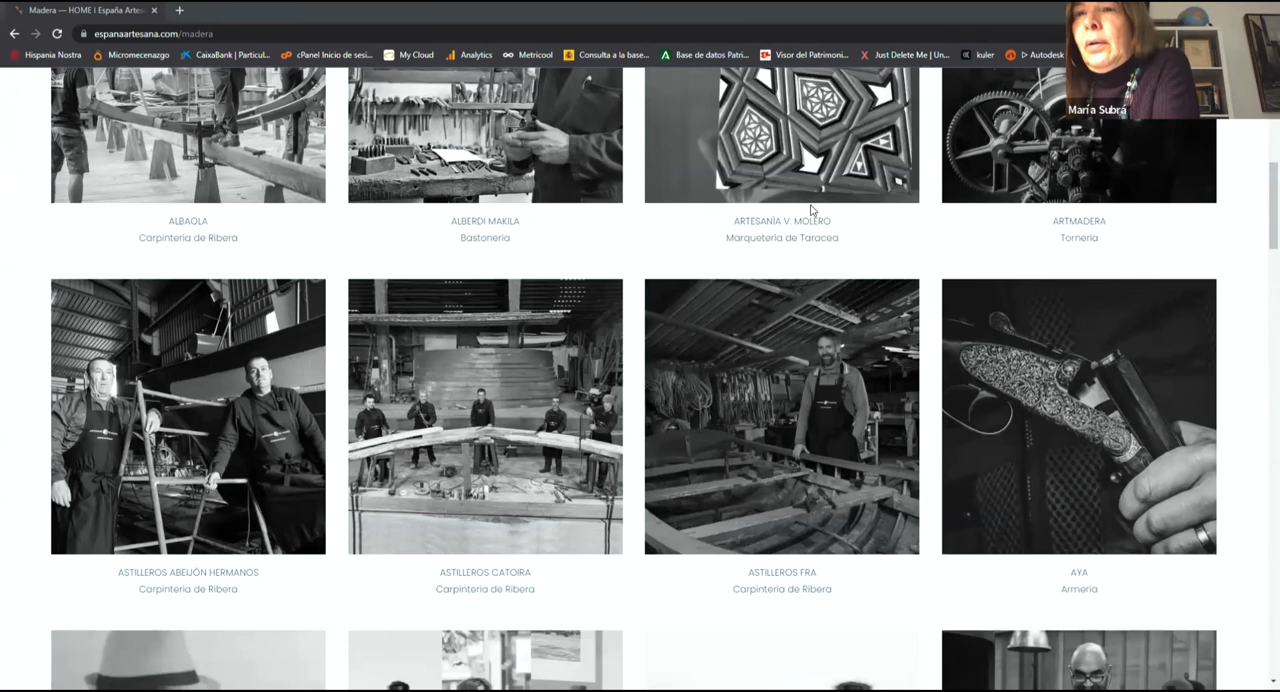 Madera — HOME | España Artes
espanaartesana.com/madera
Hispania Nostra
Micromecenazgo
CaixaBank | Particul...
cPanel Inicio de sesi...
My Cloud
Analytics
Metricool
Consulta a la base...
Base de datos Patri...
Visor del Patrimoni...
Just Delete Me | Un...
kuler
▷ Autodesk
María Subrá
ALBAOLA
Carpintería de Ribera
ALBERDI MAKILA
Bastonería
ARTESANÍA V. MOLERO
Marquetería de Taracea
ARTMADERA
Tornería
ASTILLEROS ABEIJÓN HERMANOS
Carpintería de Ribera
ASTILLEROS CATOIRA
Carpintería de Ribera
ASTILLEROS FRA
Carpintería de Ribera
AYA
Armería